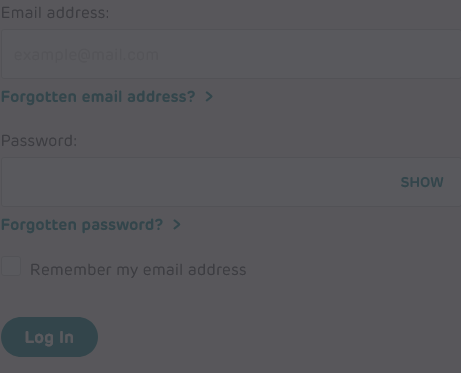 Email address:
example@mail.com
Forgotten email address? >
Password:
SHOW
Forgotten password? >
Remember my email address
Log In